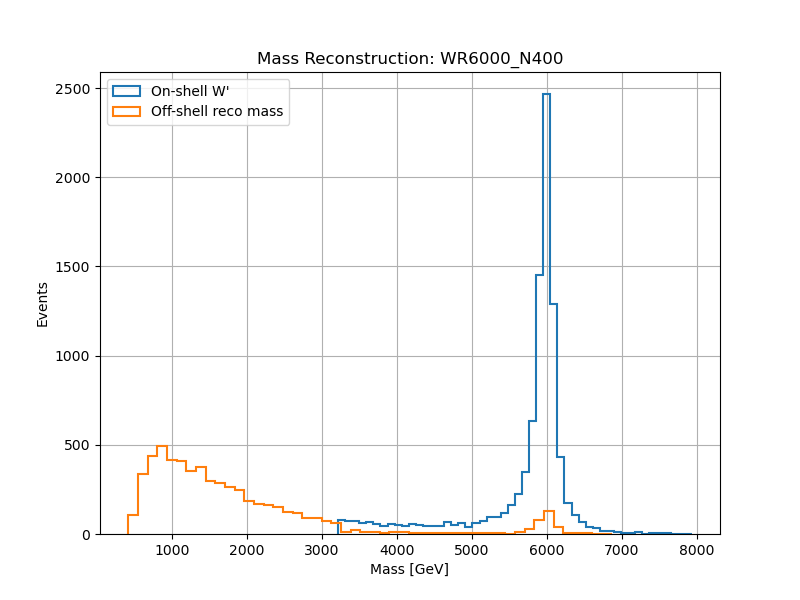 Mass Reconstruction: WR6000_N400
On-shell W'
Off-shell reco mass
2500
2000
1500
1000
500
0
Events
1000 2000 3000 4000 5000 6000 7000 8000
Mass [GeV]